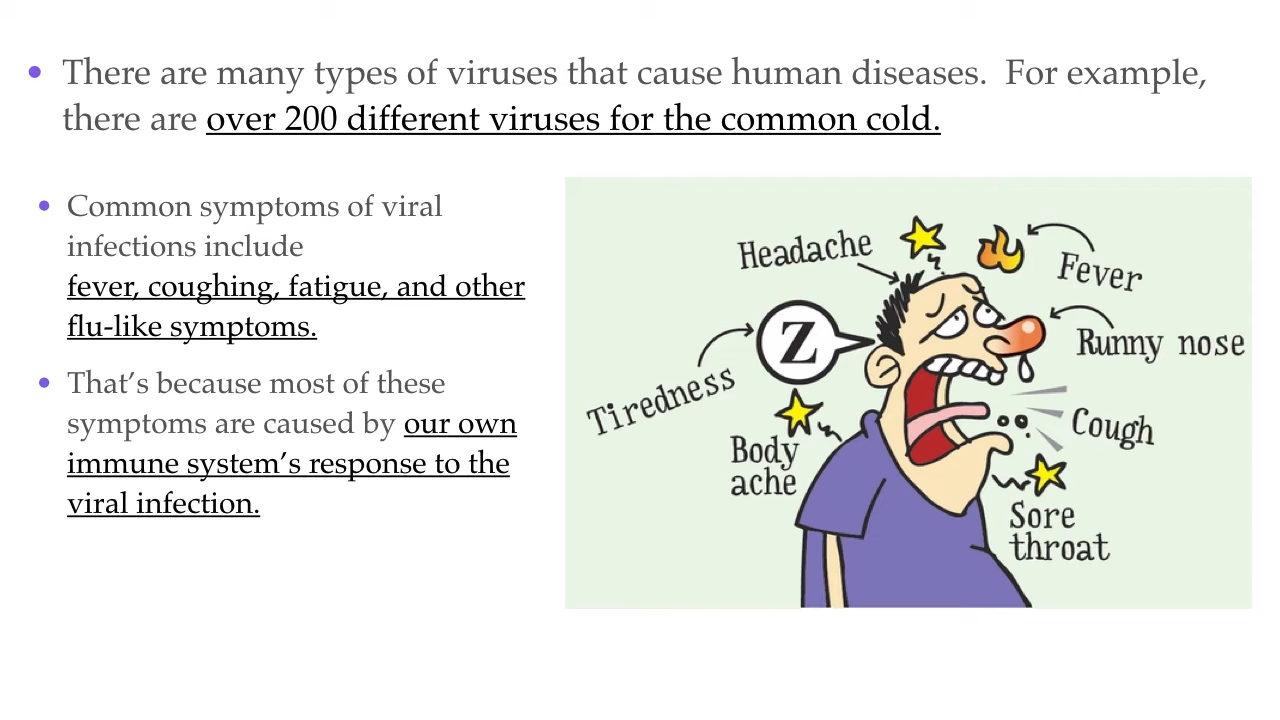 There are many types of viruses that cause human diseases.  For example,
there are over 200 different viruses for the common cold.
Common symptoms of viral
infections include
fever, coughing, fatigue, and other
flu-like symptoms.
That’s because most of these
symptoms are caused by our own
immune system’s response to the
viral infection.
Headache
Fever
Z
Runny nose
Tiredness
Cough
Body
ache
Sore
throat